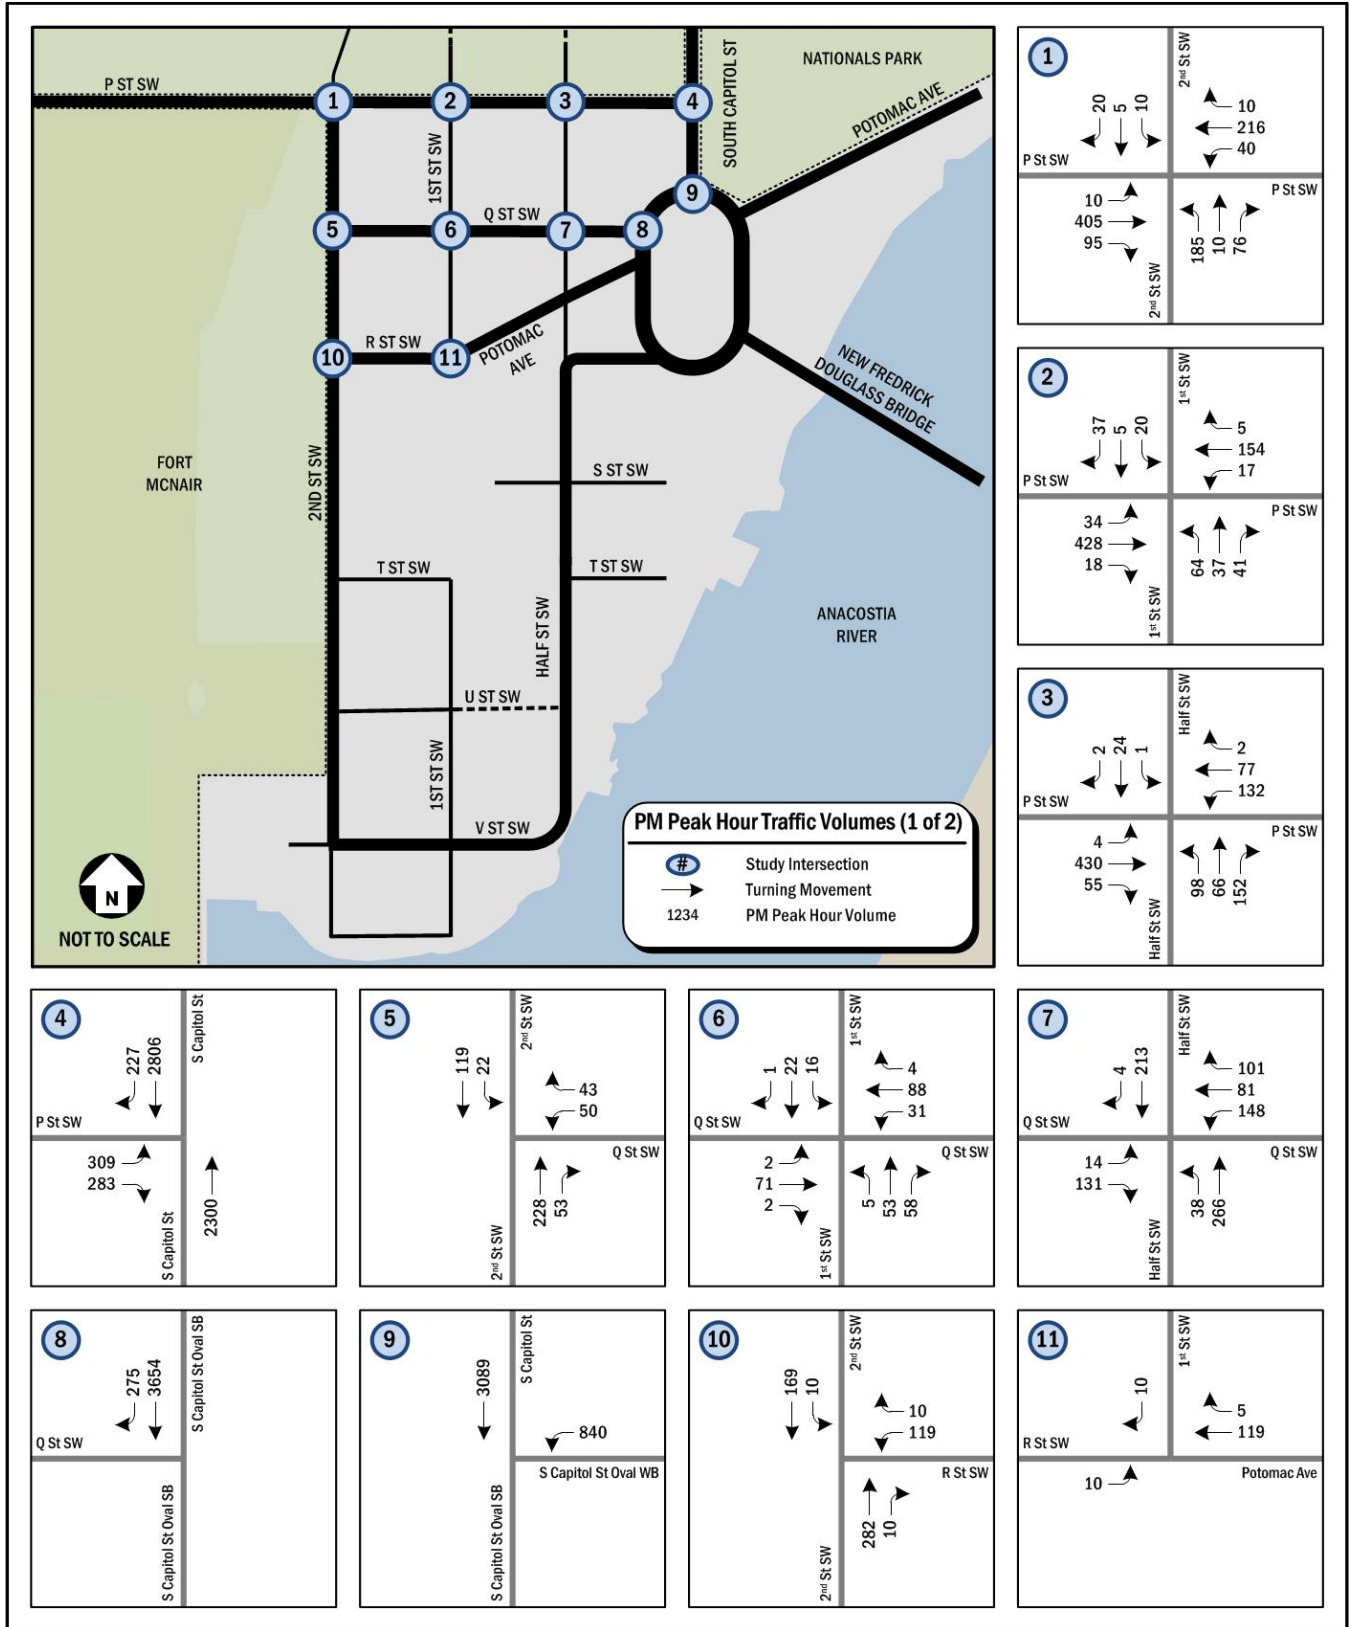 P ST SW
1
2
3
4
SOUTH CAPITOL ST
NATIONALS PARK
POTOMAC AVE
1ST ST SW
9
5
6
Q ST SW
7
8
10
R ST SW
11
POTOMAC
AVE
NEW FREDRICK
DOUGLASS BRIDGE
FORT
MCNAIR
2ND ST SW
S ST SW
T ST SW
T ST SW
HALF ST SW
ANACOSTIA
RIVER
U ST SW
1ST ST SW
V ST SW
N
NOT TO SCALE
PM Peak Hour Traffic Volumes (1 of 2)
# Study Intersection
Turning Movement
1234 PM Peak Hour Volume
1
2nd St SW
20 5 10
10
216
40
P St SW
P St SW
10
405
95
185 10 76
2nd St SW
2
1st St SW
37 5 20
5
154
17
P St SW
P St SW
34
428
18
64 37 41
1st St SW
3
Half St SW
2 24 1
2
77
132
P St SW
P St SW
4
430
55
98 66 152
Half St SW
4
S Capitol St
227 2806
P St SW
309
283
2300
S Capitol St
5
2nd St SW
119 22
43
50
Q St SW
228 53
2nd St SW
6
1st St SW
1 22 16
4
88
31
Q St SW
Q St SW
2
71
2
5 53 58
1st St SW
7
Half St SW
4 213
101
81
148
Q St SW
Q St SW
14
131
38 266
Half St SW
8
S Capitol St Oval SB
275 3654
Q St SW
S Capitol St Oval SB
9
S Capitol St
3089
840
S Capitol St Oval WB
S Capitol St Oval SB
10
2nd St SW
169 10
10
119
R St SW
282 10
2nd St SW
11
1st St SW
10
5
119
R St SW
Potomac Ave
10